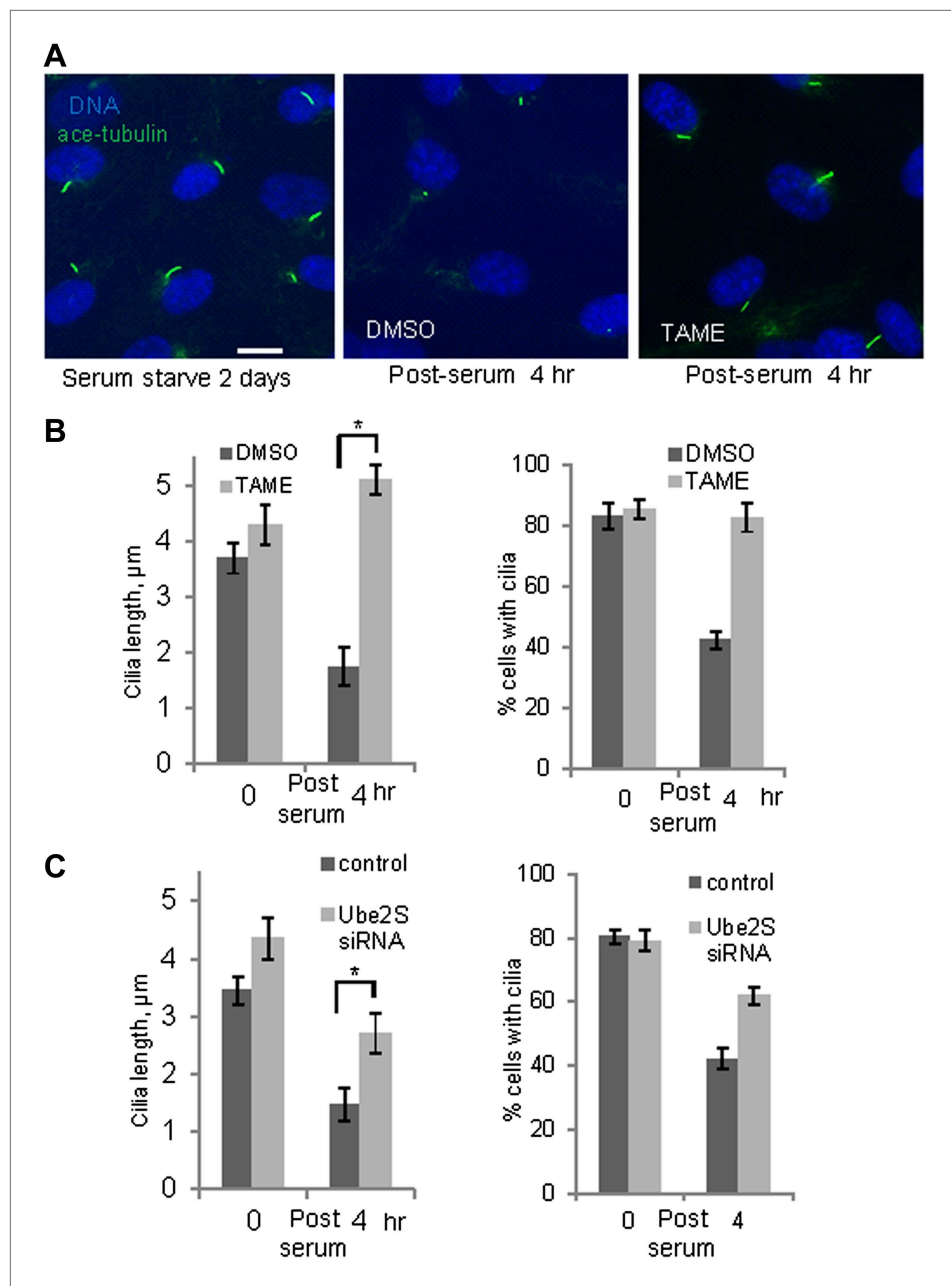 A
DNA
ace-tubulin
DMSO
TAME
Serum starve 2 days
Post-serum 4 hr
Post-serum 4 hr
B
DMSO
TAME
*
Cilia length, µm
5
4
3
2
1
0
0
Post serum
4 hr
DMSO
TAME
% cells with cilia
100
80
60
40
20
0
0
Post serum
4
hr
C
control
Ube2S
siRNA
*
Cilia length, µm
5
4
3
2
1
0
0
Post serum
4
hr
control
Ube2S
siRNA
% cells with cilia
100
80
60
40
20
0
0
Post serum
4